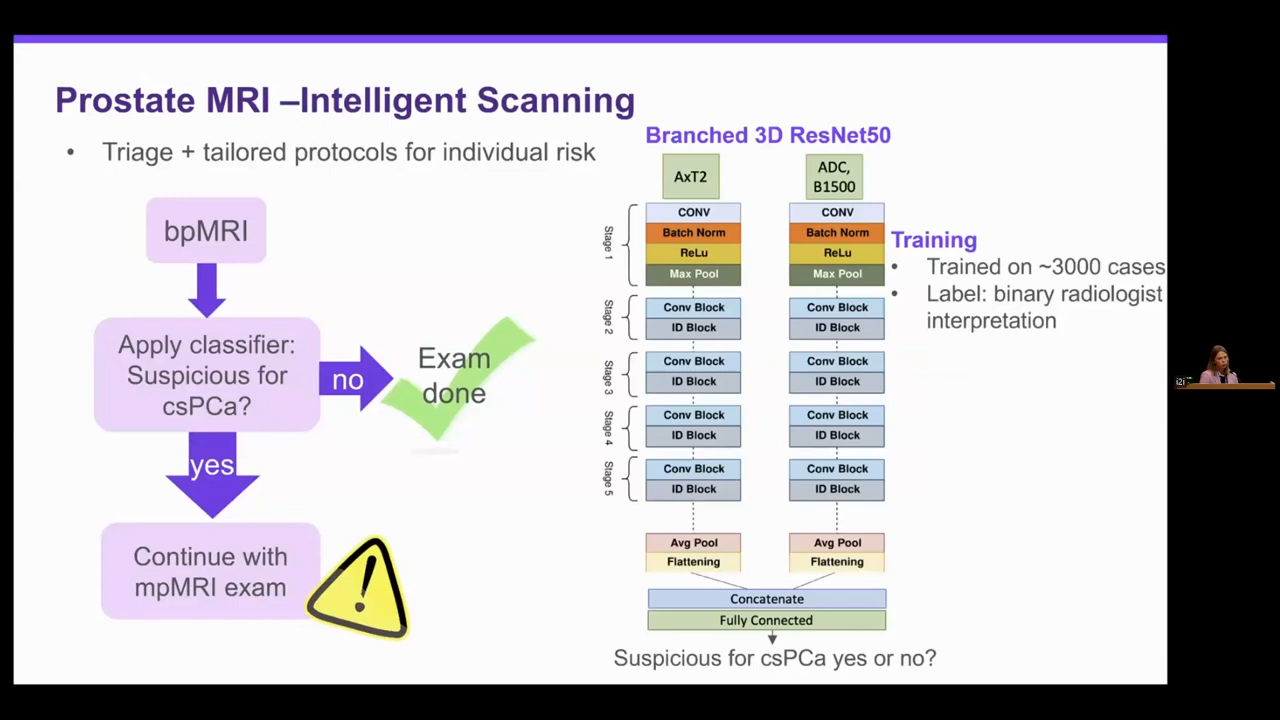 Prostate MRI –Intelligent Scanning
• Triage + tailored protocols for individual risk
bpMRI
Apply classifier:
Suspicious for
csPCa?
no
Exam
done
yes
Continue with
mpMRI exam
Branched 3D ResNet50
AxT2
ADC,
B1500
Stage 1
CONV
Batch Norm
ReLu
Max Pool
CONV
Batch Norm
ReLu
Max Pool
Stage 2
Conv Block
ID Block
Conv Block
ID Block
Stage 3
Conv Block
ID Block
Conv Block
ID Block
Stage 4
Conv Block
ID Block
Conv Block
ID Block
Stage 5
Conv Block
ID Block
Conv Block
ID Block
Avg Pool
Flattening
Avg Pool
Flattening
Concatenate
Fully Connected
Suspicious for csPCa yes or no?
Training
• Trained on ~3000 cases
• Label: binary radiologist
interpretation
i2i